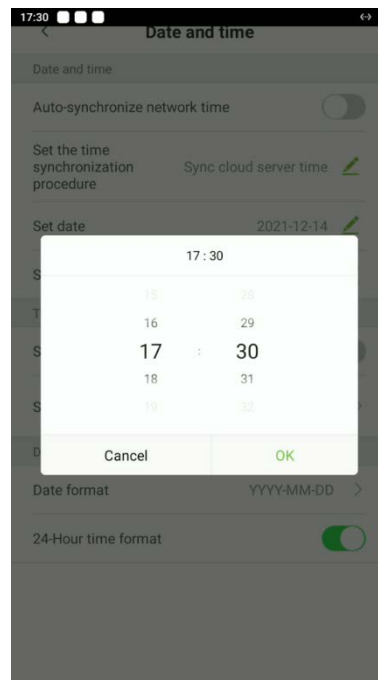 17:30
Date and time
Date and time
Auto-synchronize network time
Set the time
synchronization
procedure
Sync cloud server time
Set date
2021-12-14
17 : 30
S
15 28
T
16 29
S
17 : 30
18 31
S
19 32
D
Cancel
OK
Date format
YYYY-MM-DD
24-Hour time format